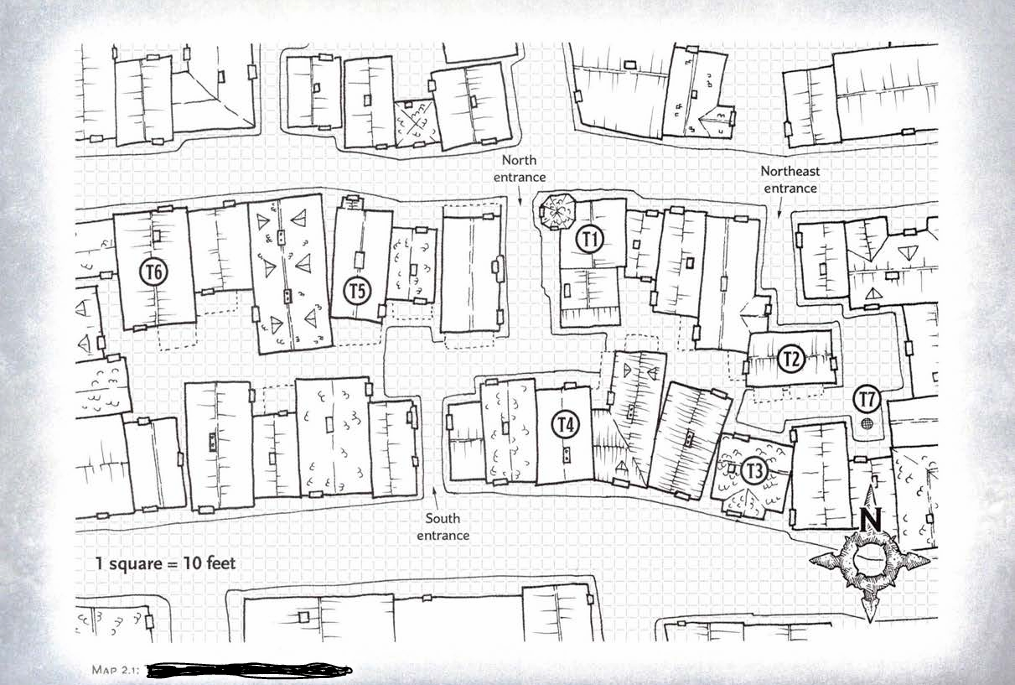 North
entrance
Northeast
entrance
T1
T6
T5
T2
T7
T4
T3
N
South
entrance
1 square = 10 feet
MAP 2.1: